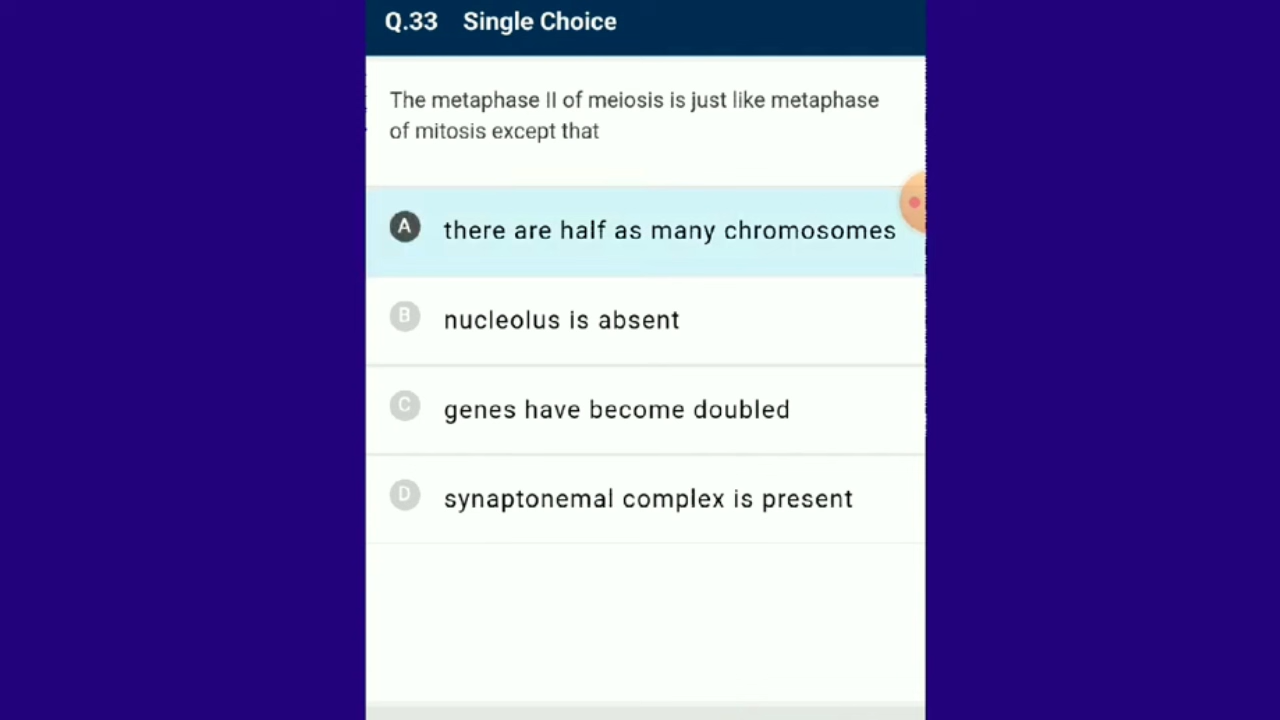 Q.33 Single Choice
The metaphase II of meiosis is just like metaphase
of mitosis except that
A there are half as many chromosomes
B nucleolus is absent
C genes have become doubled
D synaptonemal complex is present